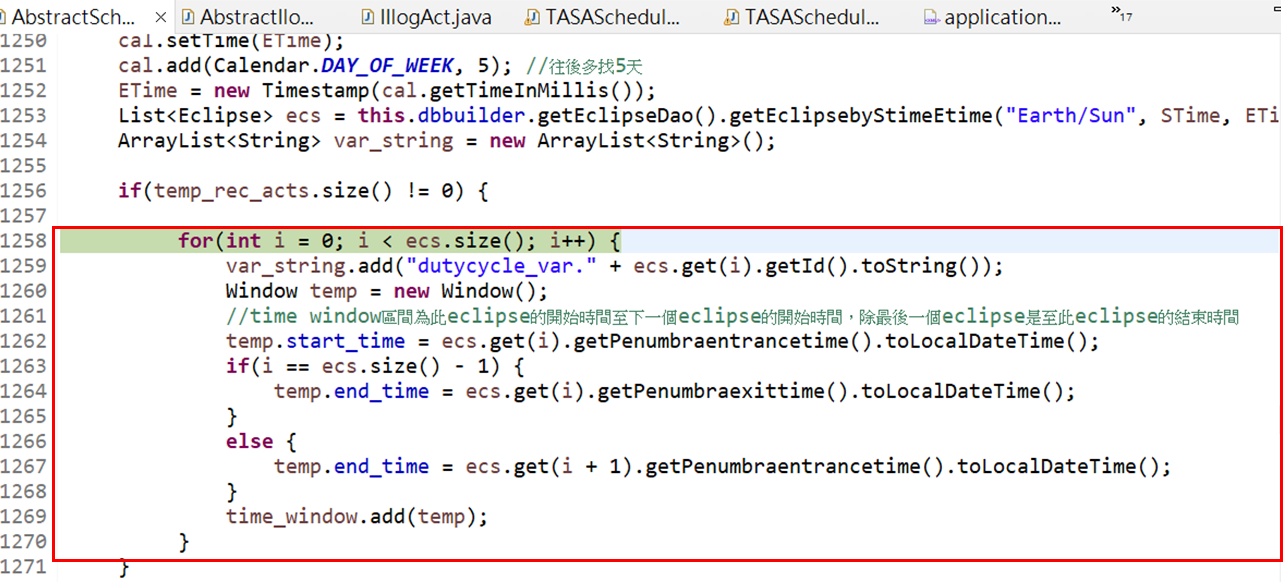 AbstractSch... × AbstractIlo... IllogAct.java TASASchedul... TASASchedul... application... »17
1250 cal.setTime(ETime);
1251 cal.add(Calendar.DAY_OF_WEEK, 5); //往後多找5天
1252 ETime = new Timestamp(cal.getTimeInMillis());
1253 List<Eclipse> ecs = this.dbbuilder.getEclipseDao().getEclipsebyStimeEtime("Earth/Sun", STime, ETi
1254 ArrayList<String> var_string = new ArrayList<String>();
1255
1256 if(temp_rec_acts.size() != 0) {
1257
1258 for(int i = 0; i < ecs.size(); i++) {
1259 var_string.add("dutycycle_var." + ecs.get(i).getId().toString());
1260 Window temp = new Window();
1261 //time window區間為此eclipse的開始時間至下一個eclipse的開始時間，除最後一個eclipse是至此eclipse的結束時間
1262 temp.start_time = ecs.get(i).getPenumbraentrancetime().toLocalDateTime();
1263 if(i == ecs.size() - 1) {
1264 temp.end_time = ecs.get(i).getPenumbraexittime().toLocalDateTime();
1265 }
1266 else {
1267 temp.end_time = ecs.get(i + 1).getPenumbraentrancetime().toLocalDateTime();
1268 }
1269 time_window.add(temp);
1270 }
1271 }